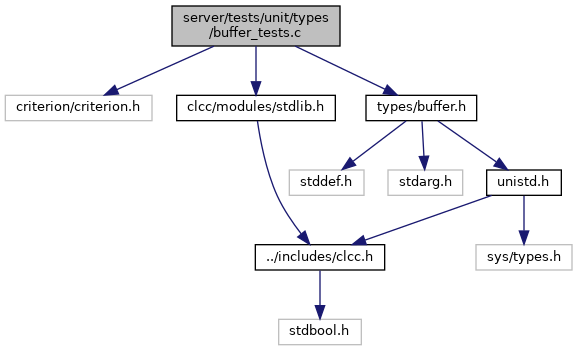 server/tests/unit/types
/buffer_tests.c
criterion/criterion.h
clcc/modules/stdlib.h
types/buffer.h
stddef.h
stdarg.h
unistd.h
../includes/clcc.h
sys/types.h
stdbool.h